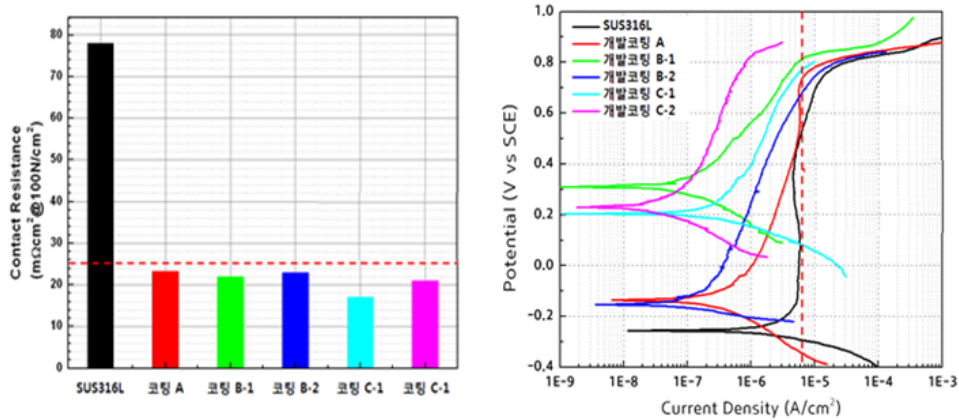 Contact Resistance
(mΩcm²@100N/cm²)
80
70
60
50
40
30
20
10
0
SUS316L
코팅 A
코팅 B-1
코팅 B-2
코팅 C-1
코팅 C-1
Potential (V vs SCE)
1.0
0.8
0.6
0.4
0.2
0.0
-0.2
-0.4
SUS316L
개발코팅 A
개발코팅 B-1
개발코팅 B-2
개발코팅 C-1
개발코팅 C-2
1E-9
1E-8
1E-7
1E-6
1E-5
1E-4
1E-3
Current Density (A/cm²)